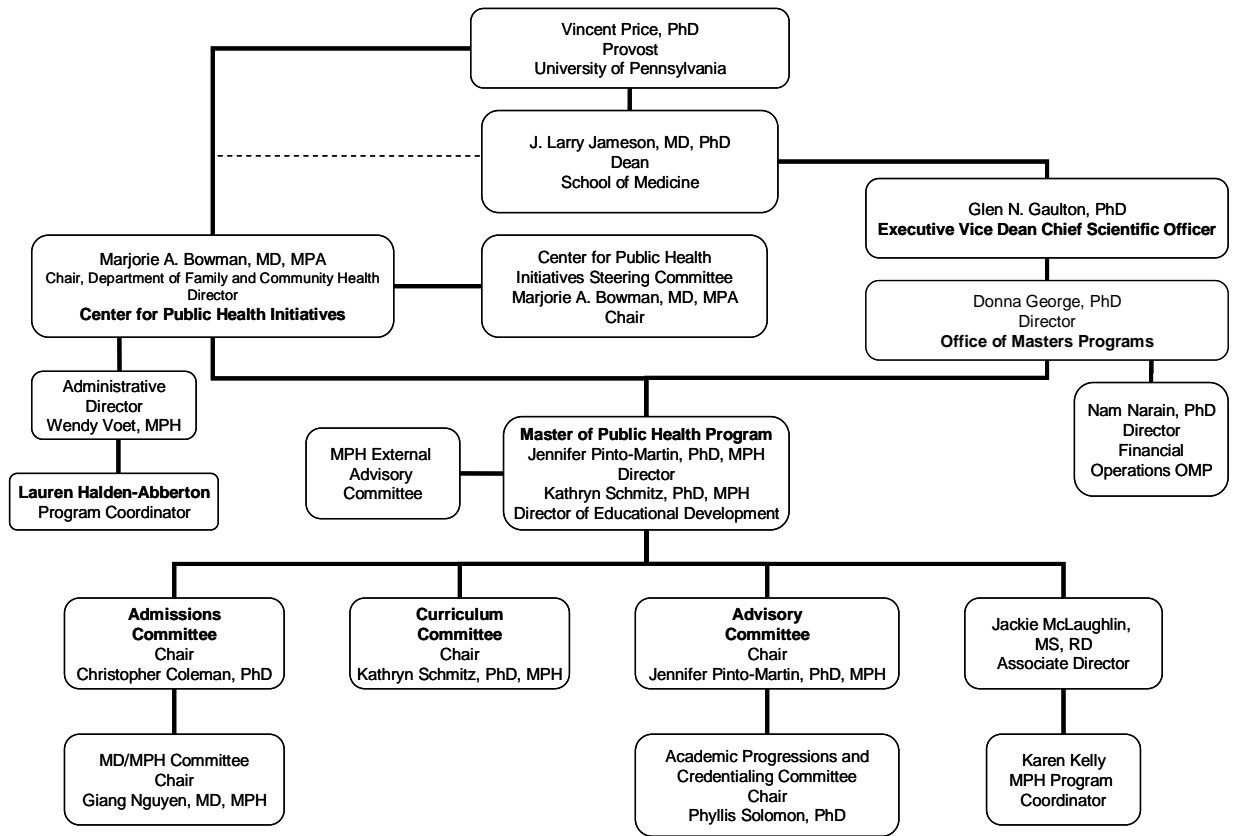 Vincent Price, PhD
Provost
University of Pennsylvania
J. Larry Jameson, MD, PhD
Dean
School of Medicine
Glen N. Gaulton, PhD
Executive Vice Dean Chief Scientific Officer
Marjorie A. Bowman, MD, MPA
Chair, Department of Family and Community Health
Director
Center for Public Health Initiatives
Center for Public Health
Initiatives Steering Committee
Marjorie A. Bowman, MD, MPA
Chair
Donna George, PhD
Director
Office of Masters Programs
Administrative
Director
Wendy Voet, MPH
Nam Narain, PhD
Director
Financial
Operations OMP
Lauren Halden-Abberton
Program Coordinator
MPH External
Advisory
Committee
Master of Public Health Program
Jennifer Pinto-Martin, PhD, MPH
Director
Kathryn Schmitz, PhD, MPH
Director of Educational Development
Admissions
Committee
Chair
Christopher Coleman, PhD
Curriculum
Committee
Chair
Kathryn Schmitz, PhD, MPH
Advisory
Committee
Chair
Jennifer Pinto-Martin, PhD, MPH
Jackie McLaughlin,
MS, RD
Associate Director
MD/MPH Committee
Chair
Giang Nguyen, MD, MPH
Academic Progressions and
Credentialing Committee
Chair
Phyllis Solomon, PhD
Karen Kelly
MPH Program
Coordinator